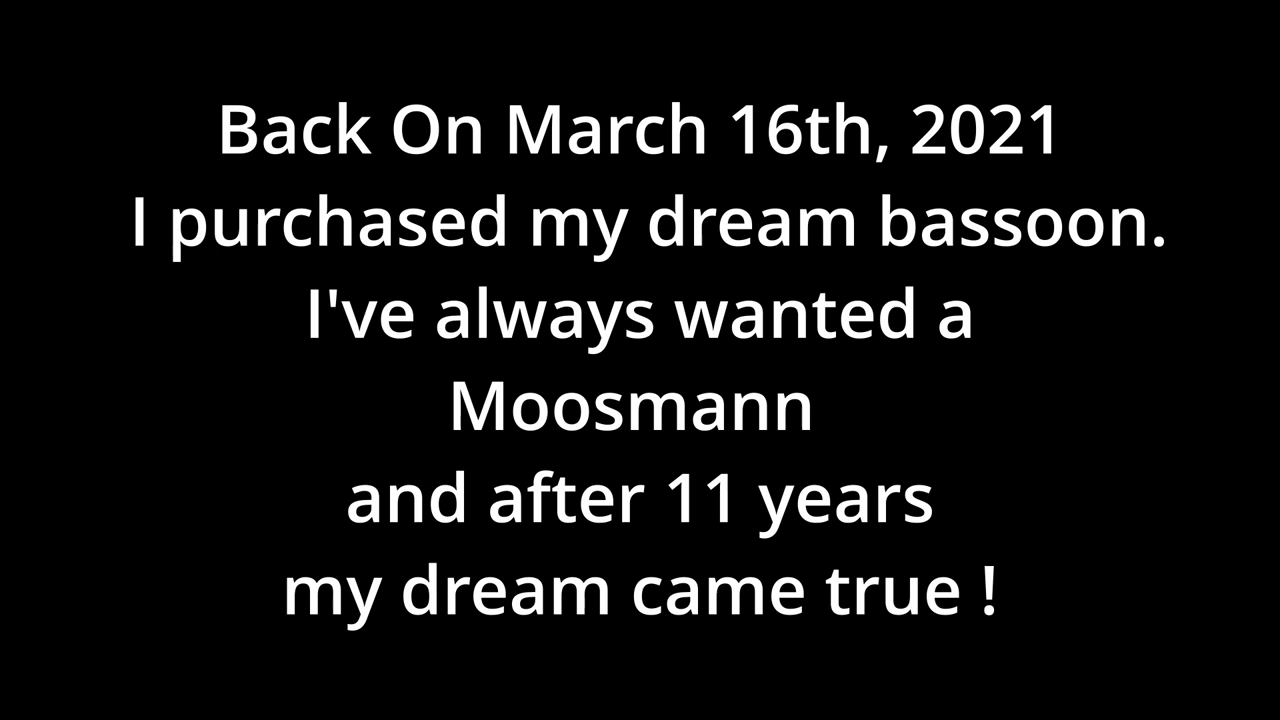 Back On March 16th, 2021
I purchased my dream bassoon.
I've always wanted a
Moosmann
and after 11 years
my dream came true !